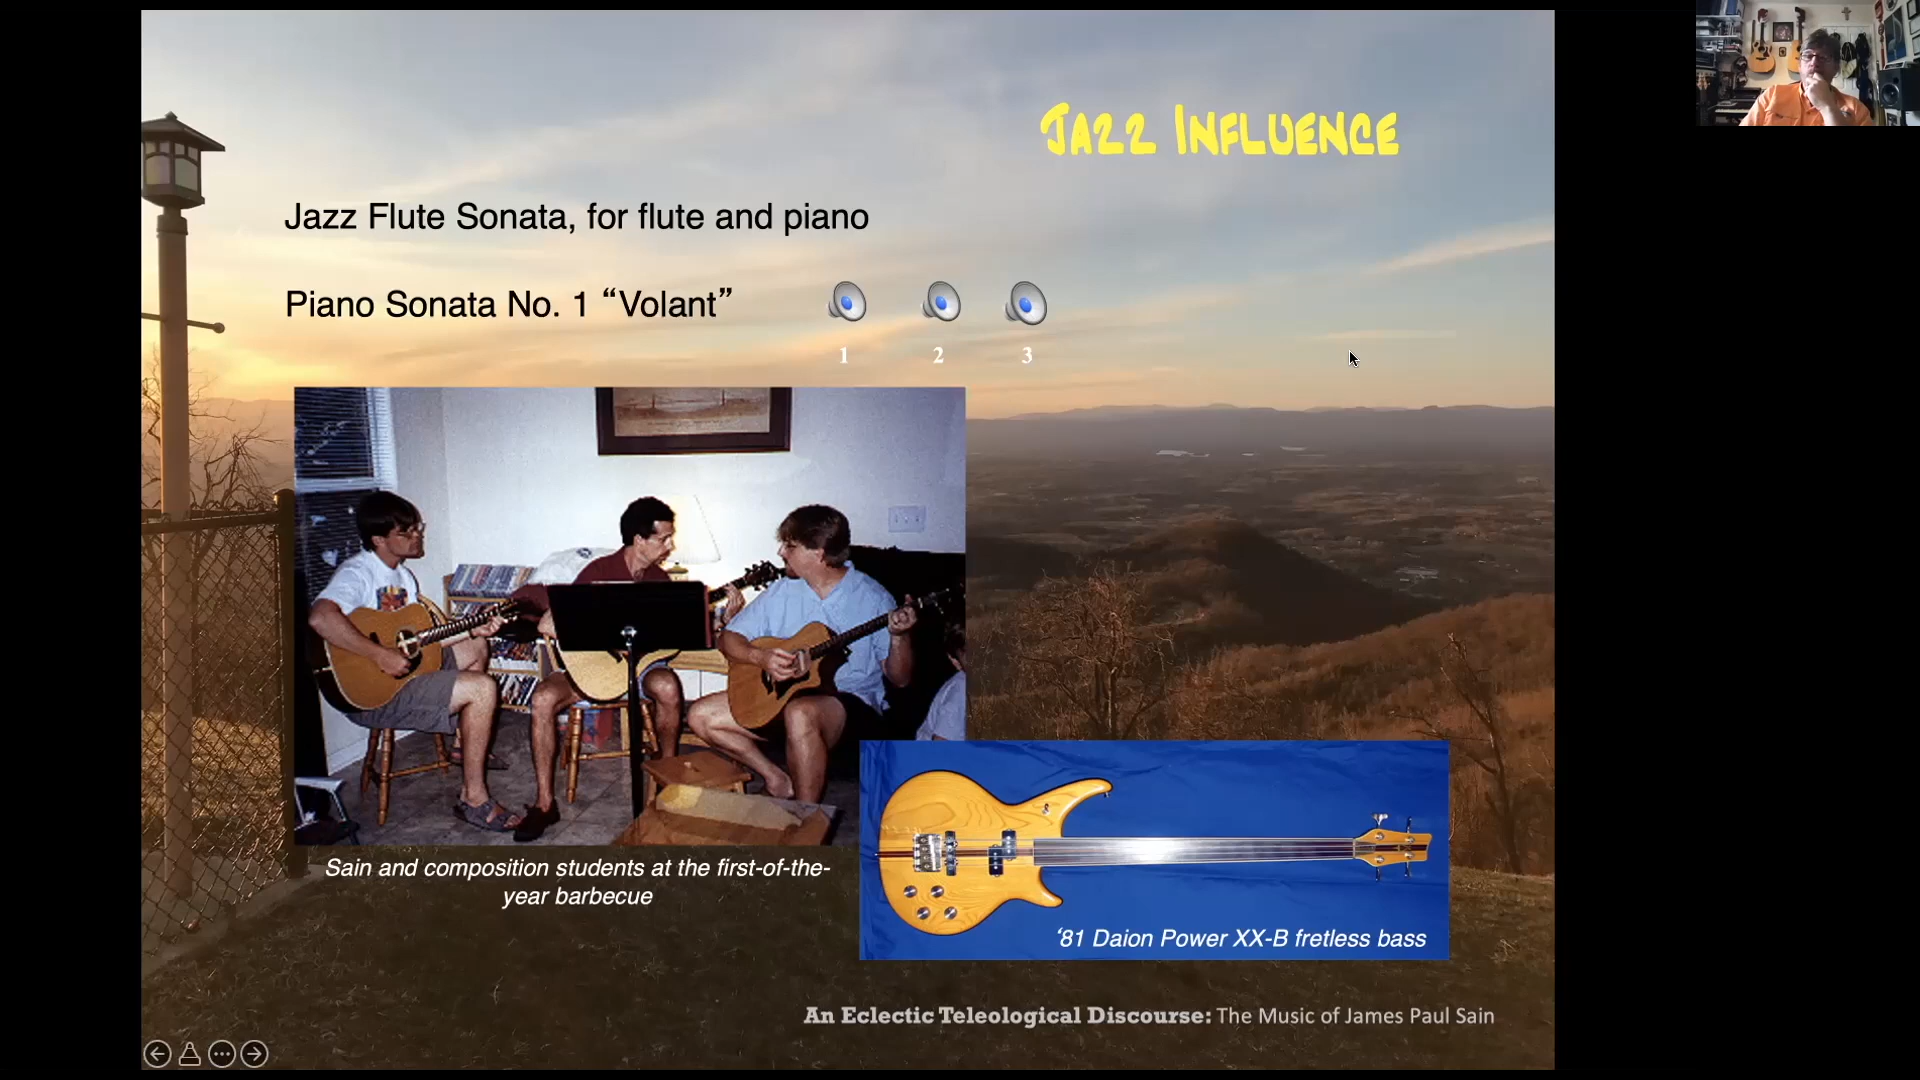 Jazz Influence
Jazz Flute Sonata, for flute and piano
Piano Sonata No. 1 “Volant”
1 2 3
Sain and composition students at the first-of-the-
year barbecue
‘81 Daion Power XX-B fretless bass
An Eclectic Teleological Discourse: The Music of James Paul Sain